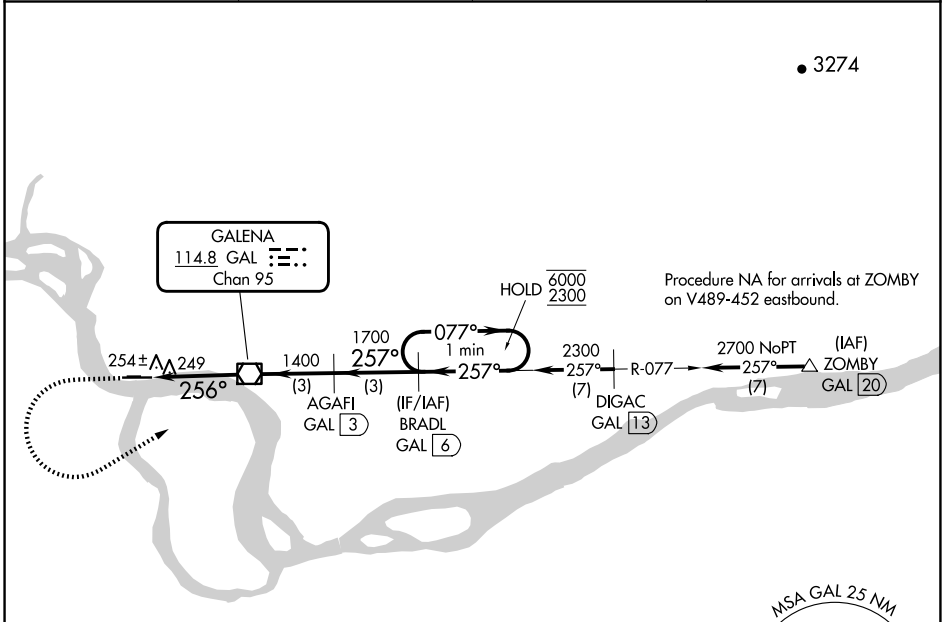 3274
GALENA
114.8 GAL
Chan 95
HOLD 6000
2300
Procedure NA for arrivals at ZOMBY
on V489-452 eastbound.
077°
1 min
257°
1700
257°
(3)
1400
(3)
2300
257°
(7)
R-077
2700 NoPT
257°
(7)
(IAF)
ZOMBY
GAL 20
DIGAC
GAL 13
(IF/IAF)
BRADL
GAL 6
AGAFI
GAL 3
254± 249
256°
MSA GAL 25 NM